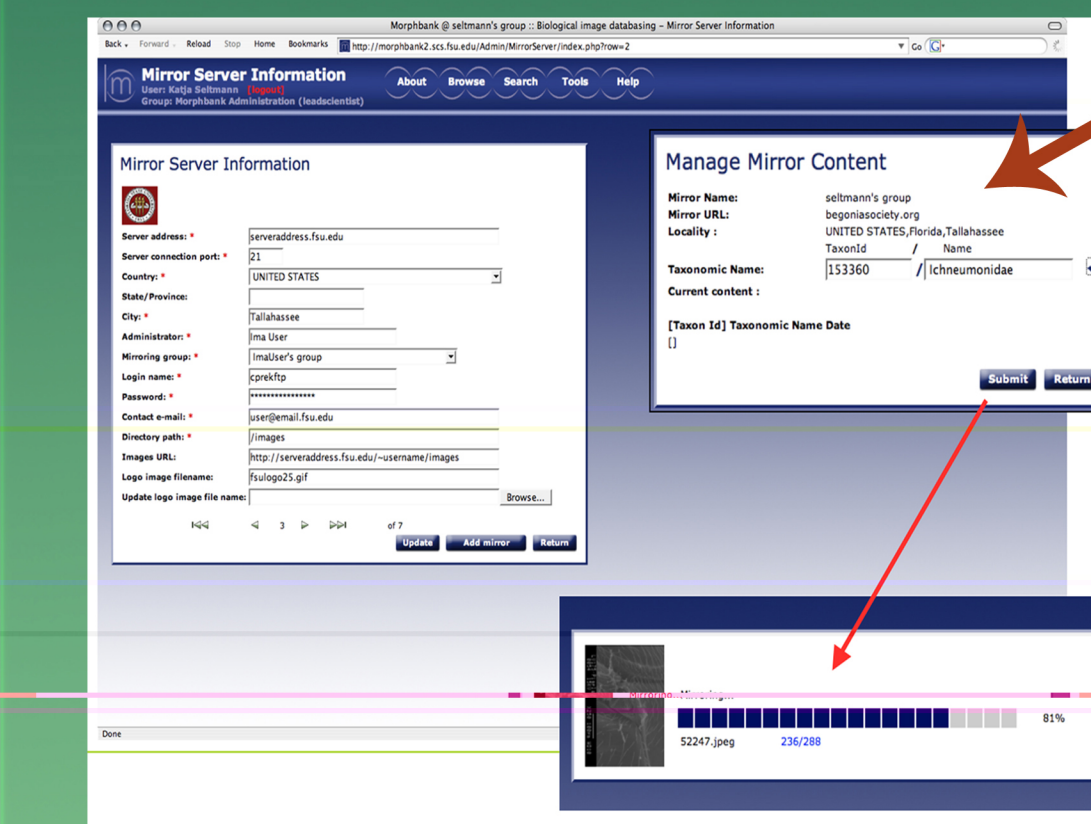 Morphbank @ seltmann's group :: Biological image databasing – Mirror Server Information
Back Forward Reload Stop Home Bookmarks http://morphbank2.scs.fsu.edu/Admin/MirrorServer/index.php?row=2 Go G
m Mirror Server Information
User: Katja Seltmann [logout]
Group: Morphbank Administration (leadscientist)
About Browse Search Tools Help
Mirror Server Information
Server address: * serveraddress.fsu.edu
Server connection port: * 21
Country: * UNITED STATES
State/Province:
City: * Tallahassee
Administrator: * Ima User
Mirroring group: * ImaUser's group
Login name: * cprekftp
Password: * ****************
Contact e-mail: * user@email.fsu.edu
Directory path: * /images
Images URL: http://serveraddress.fsu.edu/~username/images
Logo image filename: fsulogo25.gif
Update logo image file name: Browse...
3 of 7
Update Add mirror Return
Manage Mirror Content
Mirror Name: seltmann's group
Mirror URL: begoniasociety.org
Locality : UNITED STATES,Florida,Tallahassee
TaxonId / Name
Taxonomic Name: 153360 / Ichneumonidae
Current content :
[Taxon Id] Taxonomic Name Date
[]
Submit Return
Mirroring...
81%
52247.jpeg 236/288
Done